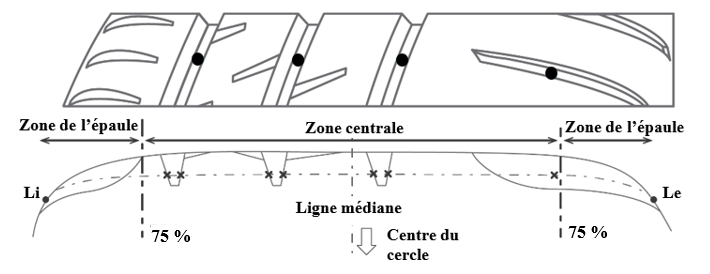 Zone de l’épaule
Zone centrale
Zone de l’épaule
Li
Le
Ligne médiane
75 %
75 %
Centre du
cercle